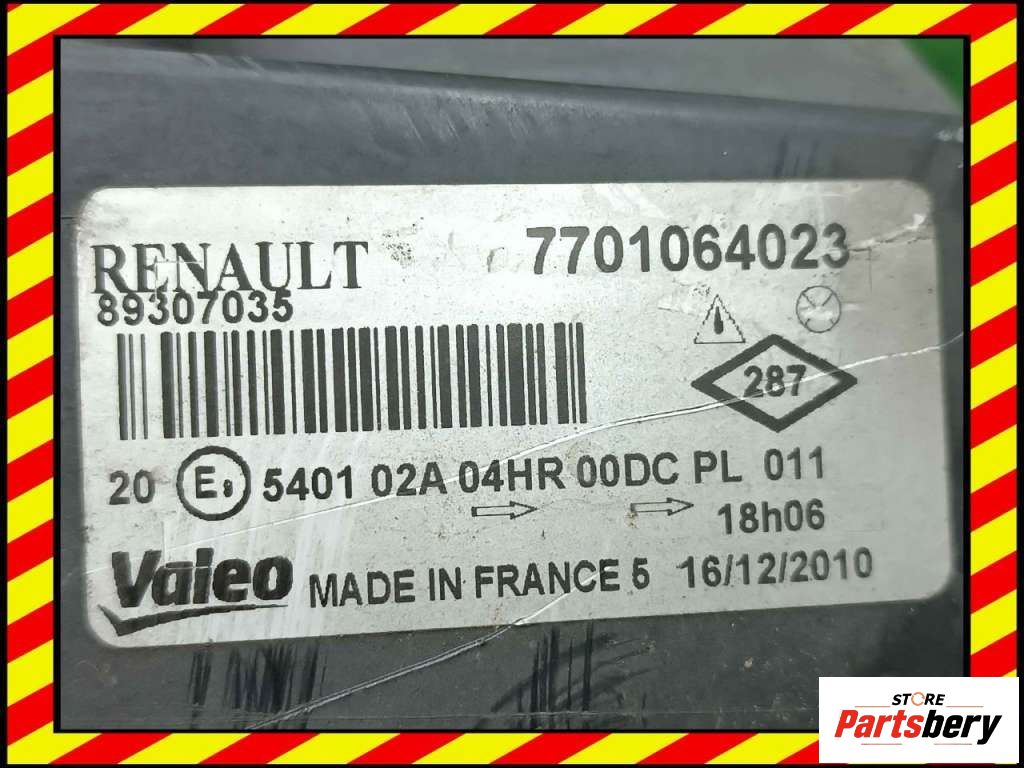 RENAULT 7701064023
89307035
287
20 E9 5401 02A 04HR 00DC PL 011
18h06
Valeo MADE IN FRANCE 5 16/12/2010
STORE
Partsbery